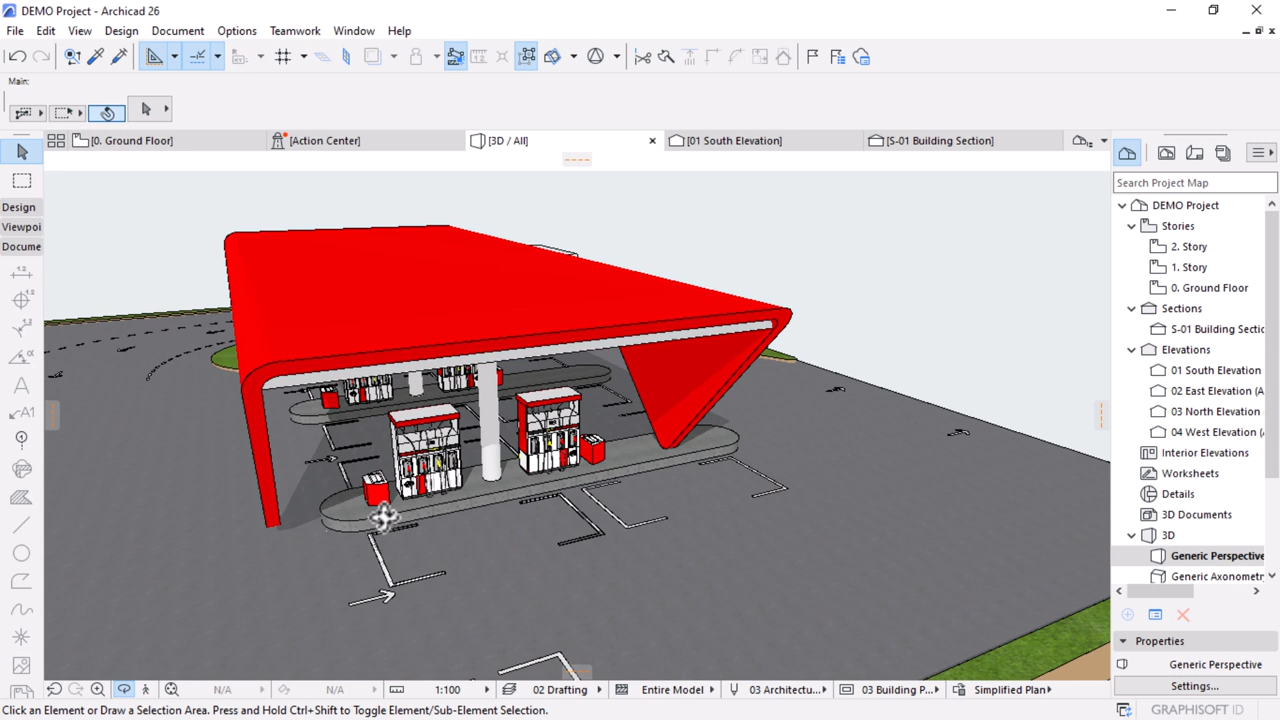 DEMO Project - Archicad 26
File Edit View Design Document Options Teamwork Window Help
Main:
[0. Ground Floor] [Action Center] [3D / All] [01 South Elevation] [S-01 Building Section]
Search Project Map
Design
Viewpoi
Docume
DEMO Project
Stories
2. Story
1. Story
0. Ground Floor
Sections
S-01 Building Sectio
Elevations
01 South Elevation
02 East Elevation (A
03 North Elevation
04 West Elevation (
Interior Elevations
Worksheets
Details
3D Documents
3D
Generic Perspective
Generic Axonomet
Properties
Generic Perspective
Settings...
N/A N/A 1:100 02 Drafting Entire Model 03 Architectu... 03 Building P... Simplified Plan
Click an Element or Draw a Selection Area. Press and Hold Ctrl+Shift to Toggle Element/Sub-Element Selection.
GRAPHISOFT ID